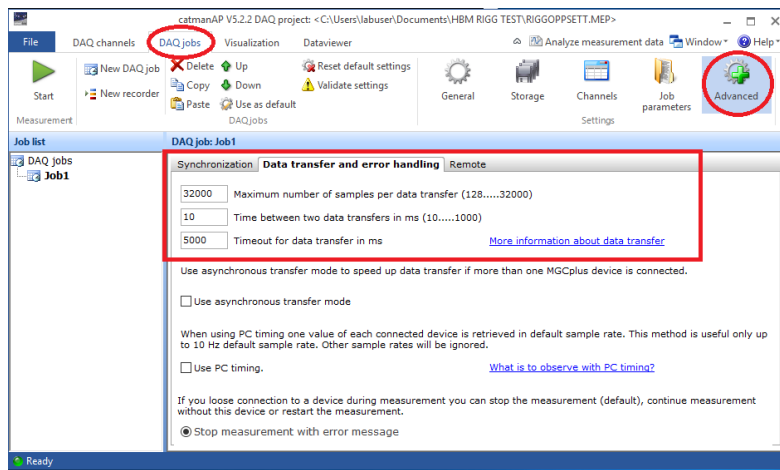 catmanAP V5.2.2 DAQ project: <C:\Users\labuser\Documents\HBM RIGG TEST\RIGGOPPSETT.MEP>
File DAQ channels DAQ jobs Visualization Dataviewer Analyze measurement data Window Help
Start
New DAQ job
New recorder
Delete Up Reset default settings
Copy Down Validate settings
Paste Use as default
General Storage Channels Job parameters Advanced
Measurement DAQ jobs Settings
Job list
DAQ jobs
Job1
DAQ job: Job1
Synchronization Data transfer and error handling Remote
32000 Maximum number of samples per data transfer (128.....32000)
10 Time between two data transfers in ms (10.....1000)
5000 Timeout for data transfer in ms More information about data transfer
Use asynchronous transfer mode to speed up data transfer if more than one MGCplus device is connected.
Use asynchronous transfer mode
When using PC timing one value of each connected device is retrieved in default sample rate. This method is useful only up
to 10 Hz default sample rate. Other sample rates will be ignored.
Use PC timing. What is to observe with PC timing?
If you loose connection to a device during measurement you can stop the measurement (default), continue measurement
without this device or restart the measurement.
Stop measurement with error message
Ready